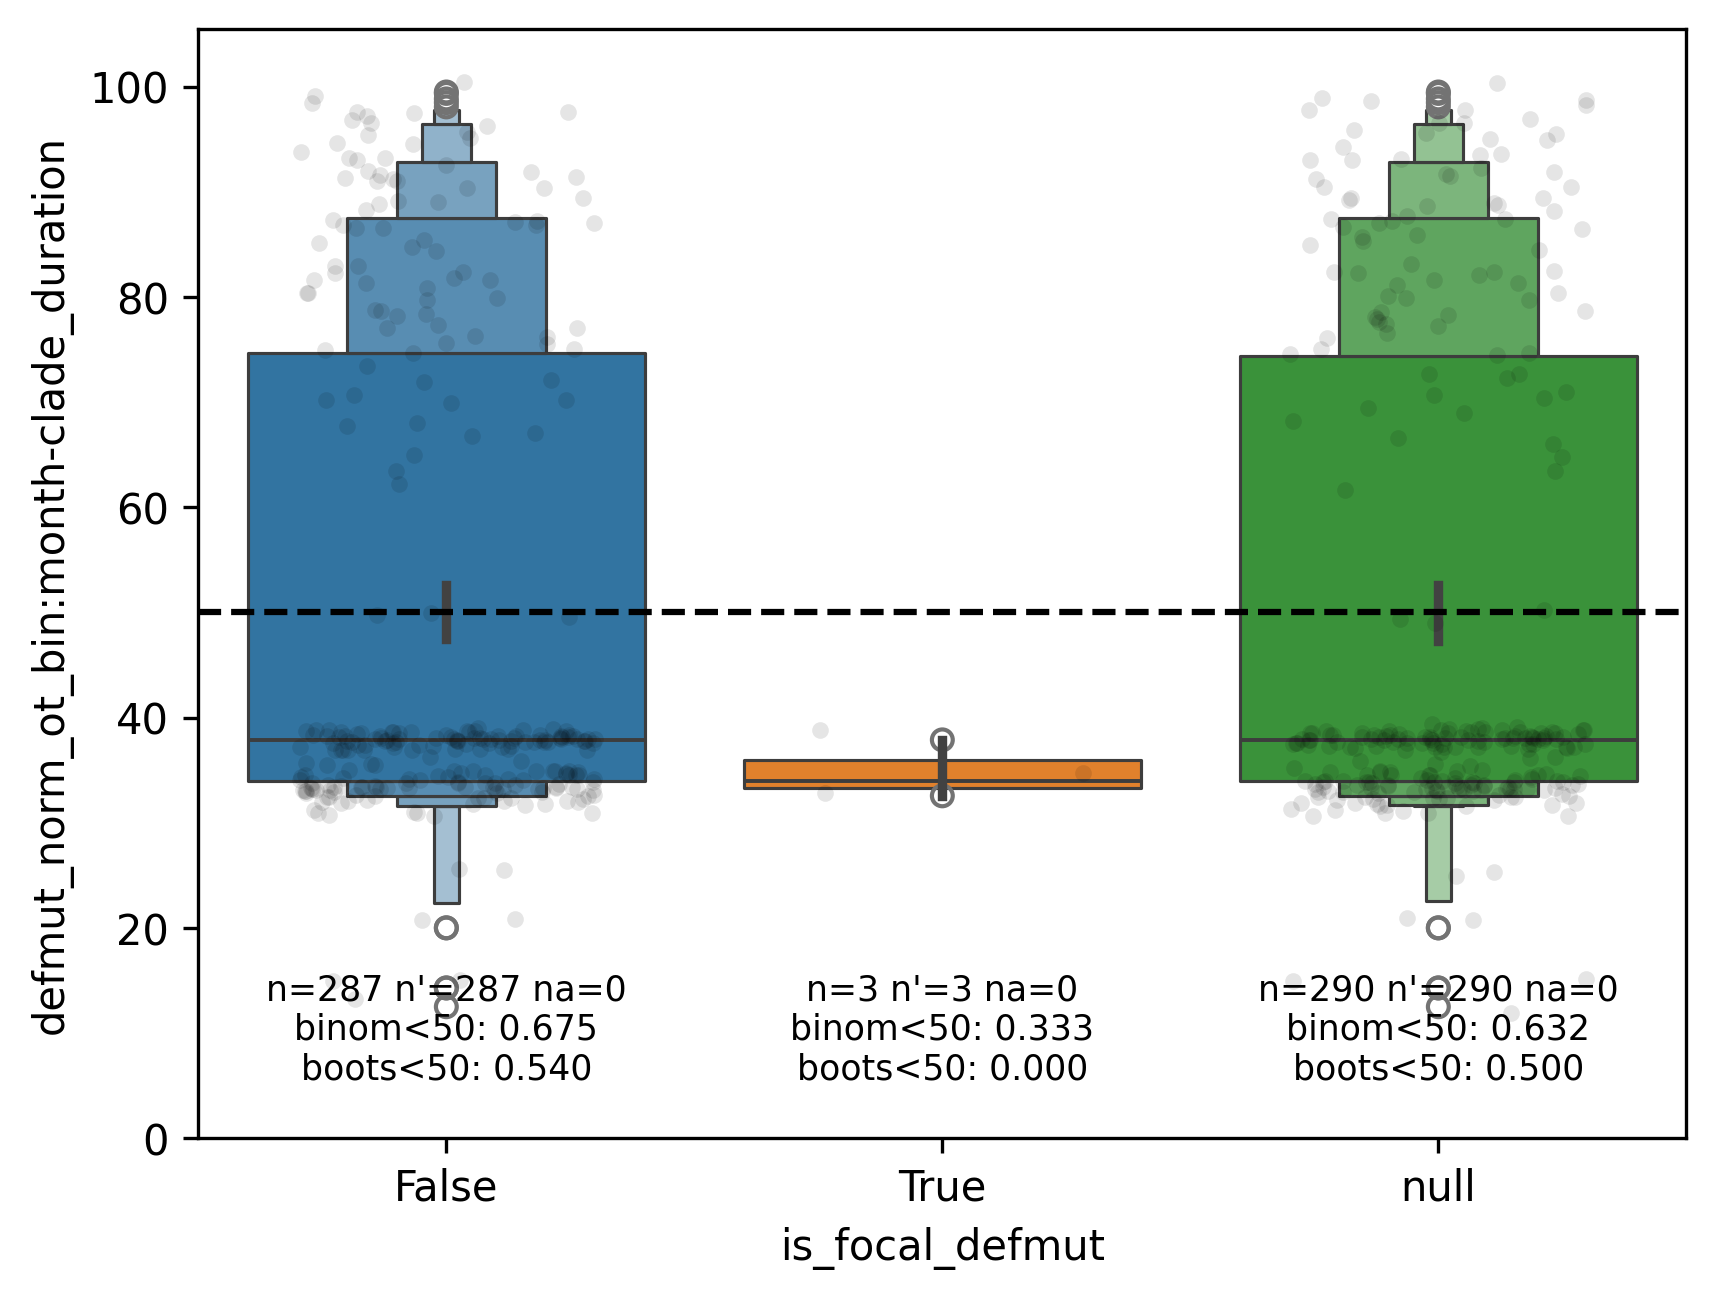 defmut_norm_ot_bin:month-clade_duration
100
80
60
40
20
0
n=287 n'=287 na=0
binom<50: 0.675
boots<50: 0.540
n=3 n'=3 na=0
binom<50: 0.333
boots<50: 0.000
n=290 n'=290 na=0
binom<50: 0.632
boots<50: 0.500
False
True
null
is_focal_defmut